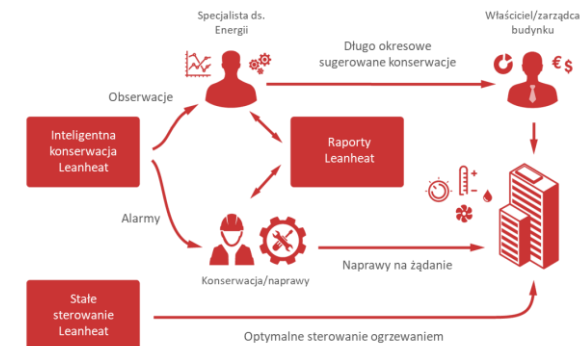 Specjalista ds.
Energii
Właściciel/zarządca
budynku
Długo okresowe
sugerowane konserwacje
€ $
Obserwacje
Inteligentna
konserwacja
Leanheat
Raporty
Leanheat
Alarmy
Konserwacja/naprawy
Naprawy na żądanie
Stałe
sterowanie
Leanheat
Optymalne sterowanie ogrzewaniem